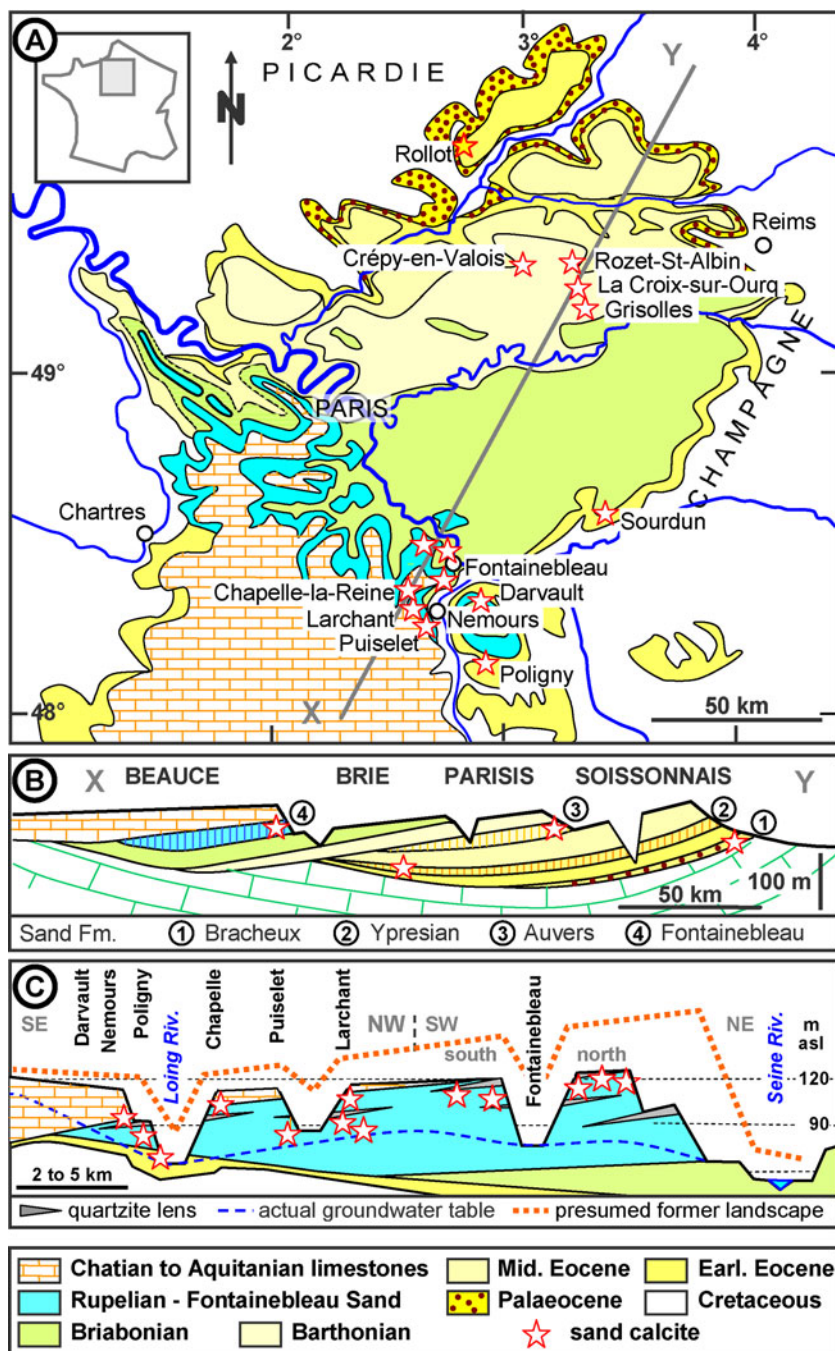 A
2°
3°
4°
PICARDIE
Y
N
Rollot
Reims
Crépy-en-Valois
Rozet-St-Albin
La Croix-sur-Ourq
Grisolles
49°
PARIS
CHAMPAGNE
Chartres
Sourdun
Fontainebleau
Chapelle-la-Reine
Darvault
Larchant
Nemours
Puiselet
Poligny
48°
X
50 km
B
X BEAUCE BRIE PARISIS SOISSONNAIS Y
4 3 2 1
50 km
100 m
Sand Fm. 1 Bracheux 2 Ypresian 3 Auvers 4 Fontainebleau
C
SE
Darvault
Nemours
Poligny
Loing Riv.
Chapelle
Puiselet
Larchant
NW SW
south
Fontainebleau
north
NE
Seine Riv.
m
asl
120
90
2 to 5 km
quartzite lens actual groundwater table presumed former landscape
Chatian to Aquitanian limestones Mid. Eocene Earl. Eocene
Rupelian - Fontainebleau Sand Palaeocene Cretaceous
Briabonian Barthonian sand calcite